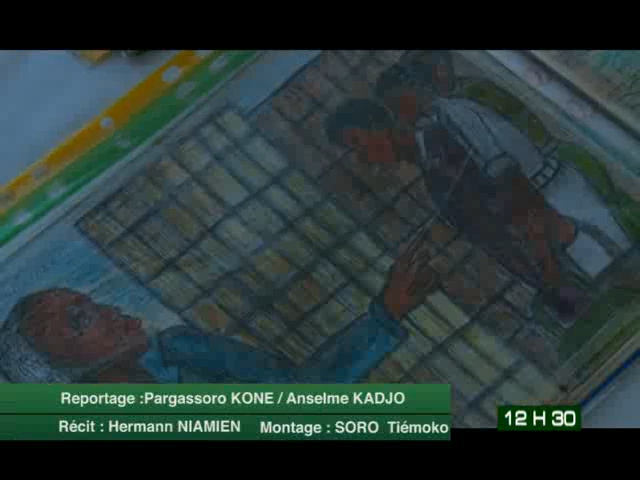 Reportage :Pargassoro KONE / Anselme KADJO
Récit : Hermann NIAMIEN Montage : SORO Tiémoko
12 H 30